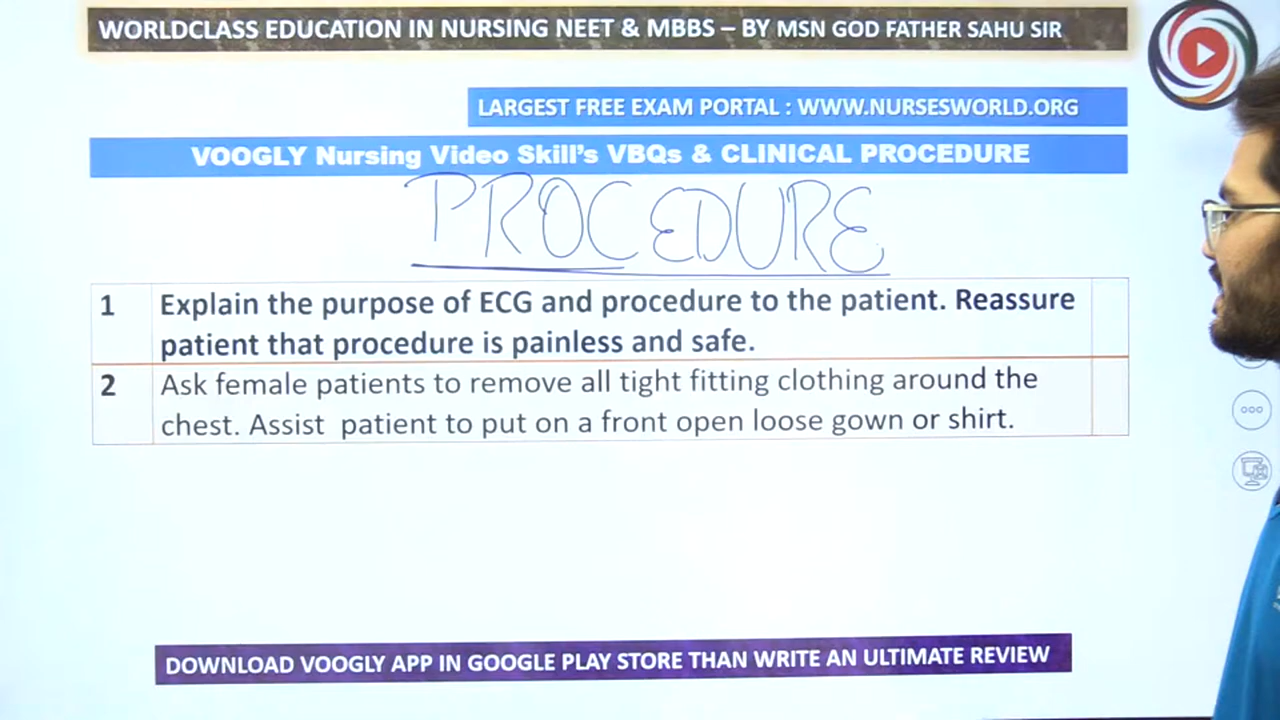 WORLDCLASS EDUCATION IN NURSING NEET & MBBS – BY MSN GOD FATHER SAHU SIR
LARGEST FREE EXAM PORTAL : WWW.NURSESWORLD.ORG
VOOGLY Nursing Video Skill's VBQs & CLINICAL PROCEDURE
PROCEDURE
1 Explain the purpose of ECG and procedure to the patient. Reassure
patient that procedure is painless and safe.
2 Ask female patients to remove all tight fitting clothing around the
chest. Assist patient to put on a front open loose gown or shirt.
DOWNLOAD VOOGLY APP IN GOOGLE PLAY STORE THAN WRITE AN ULTIMATE REVIEW